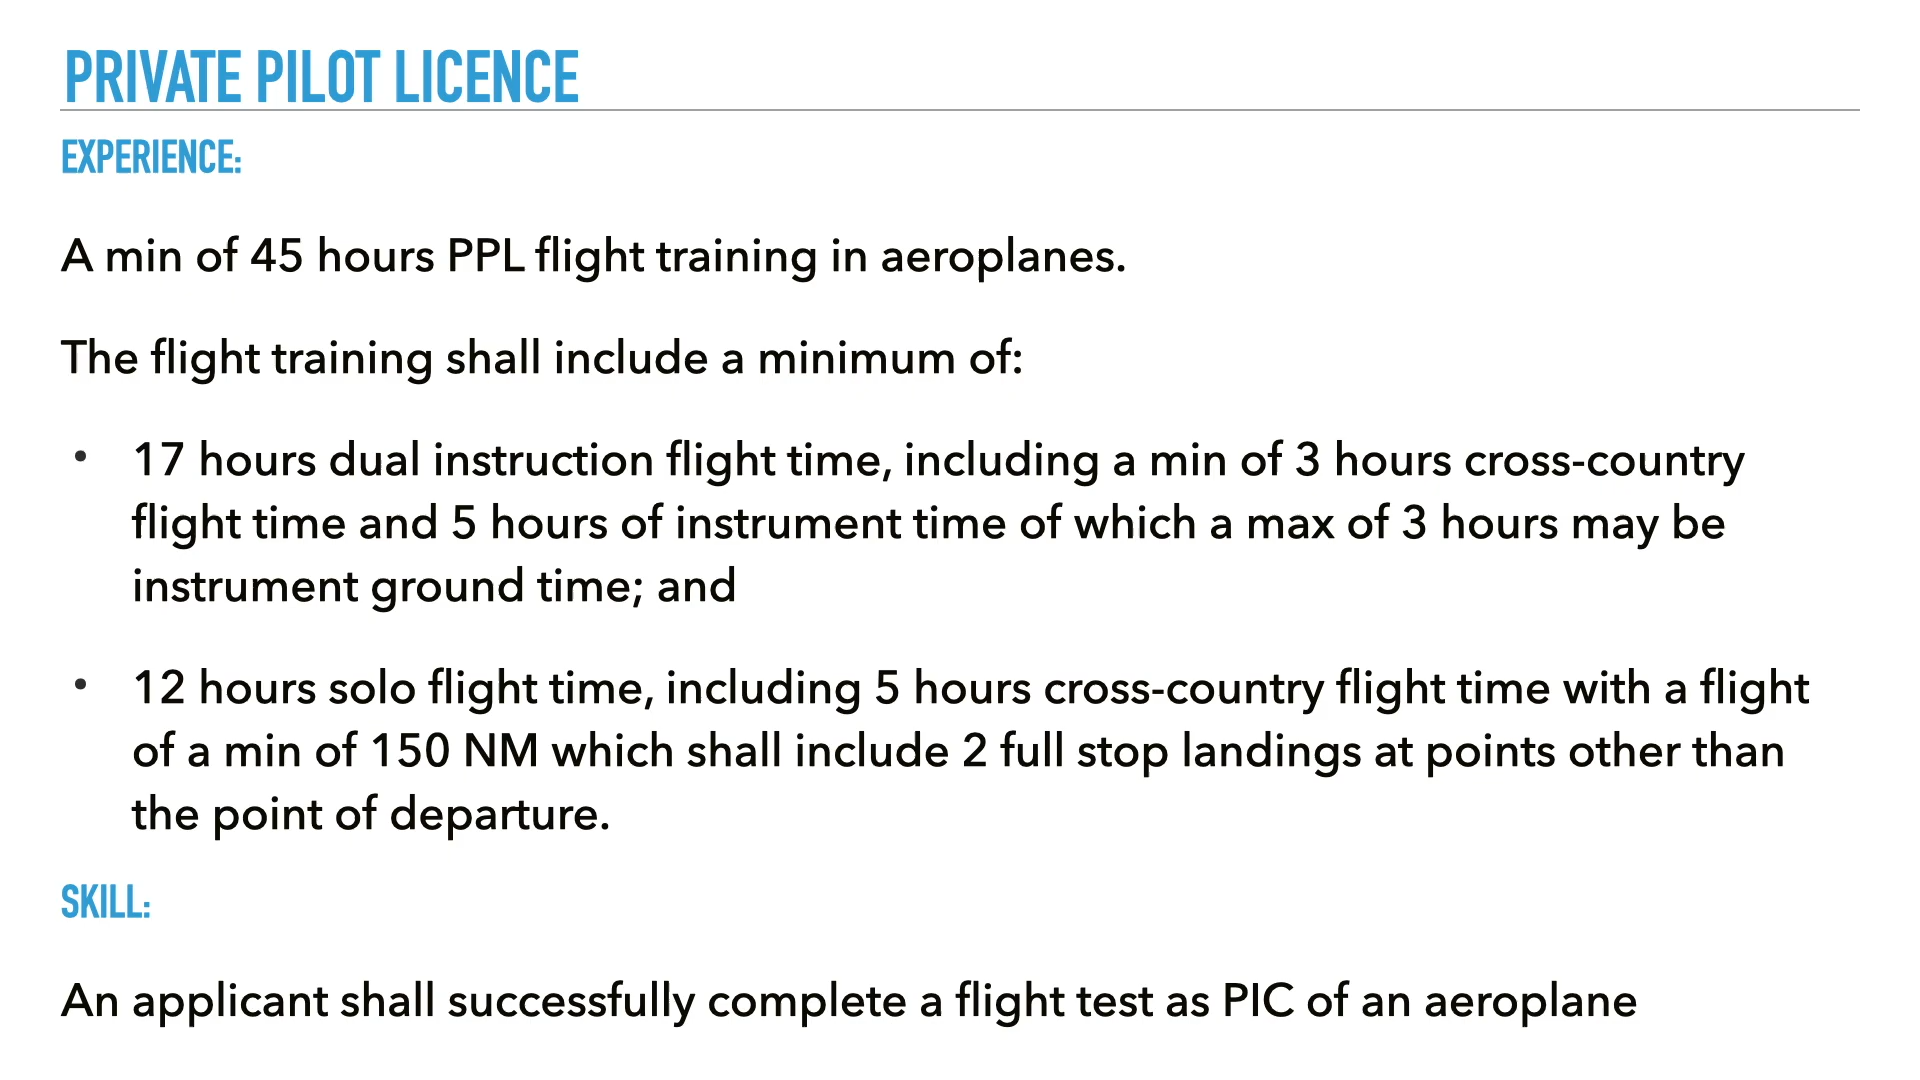 PRIVATE PILOT LICENCE
EXPERIENCE:
A min of 45 hours PPL flight training in aeroplanes.
The flight training shall include a minimum of:
• 17 hours dual instruction flight time, including a min of 3 hours cross-country
flight time and 5 hours of instrument time of which a max of 3 hours may be
instrument ground time; and
• 12 hours solo flight time, including 5 hours cross-country flight time with a flight
of a min of 150 NM which shall include 2 full stop landings at points other than
the point of departure.
SKILL:
An applicant shall successfully complete a flight test as PIC of an aeroplane